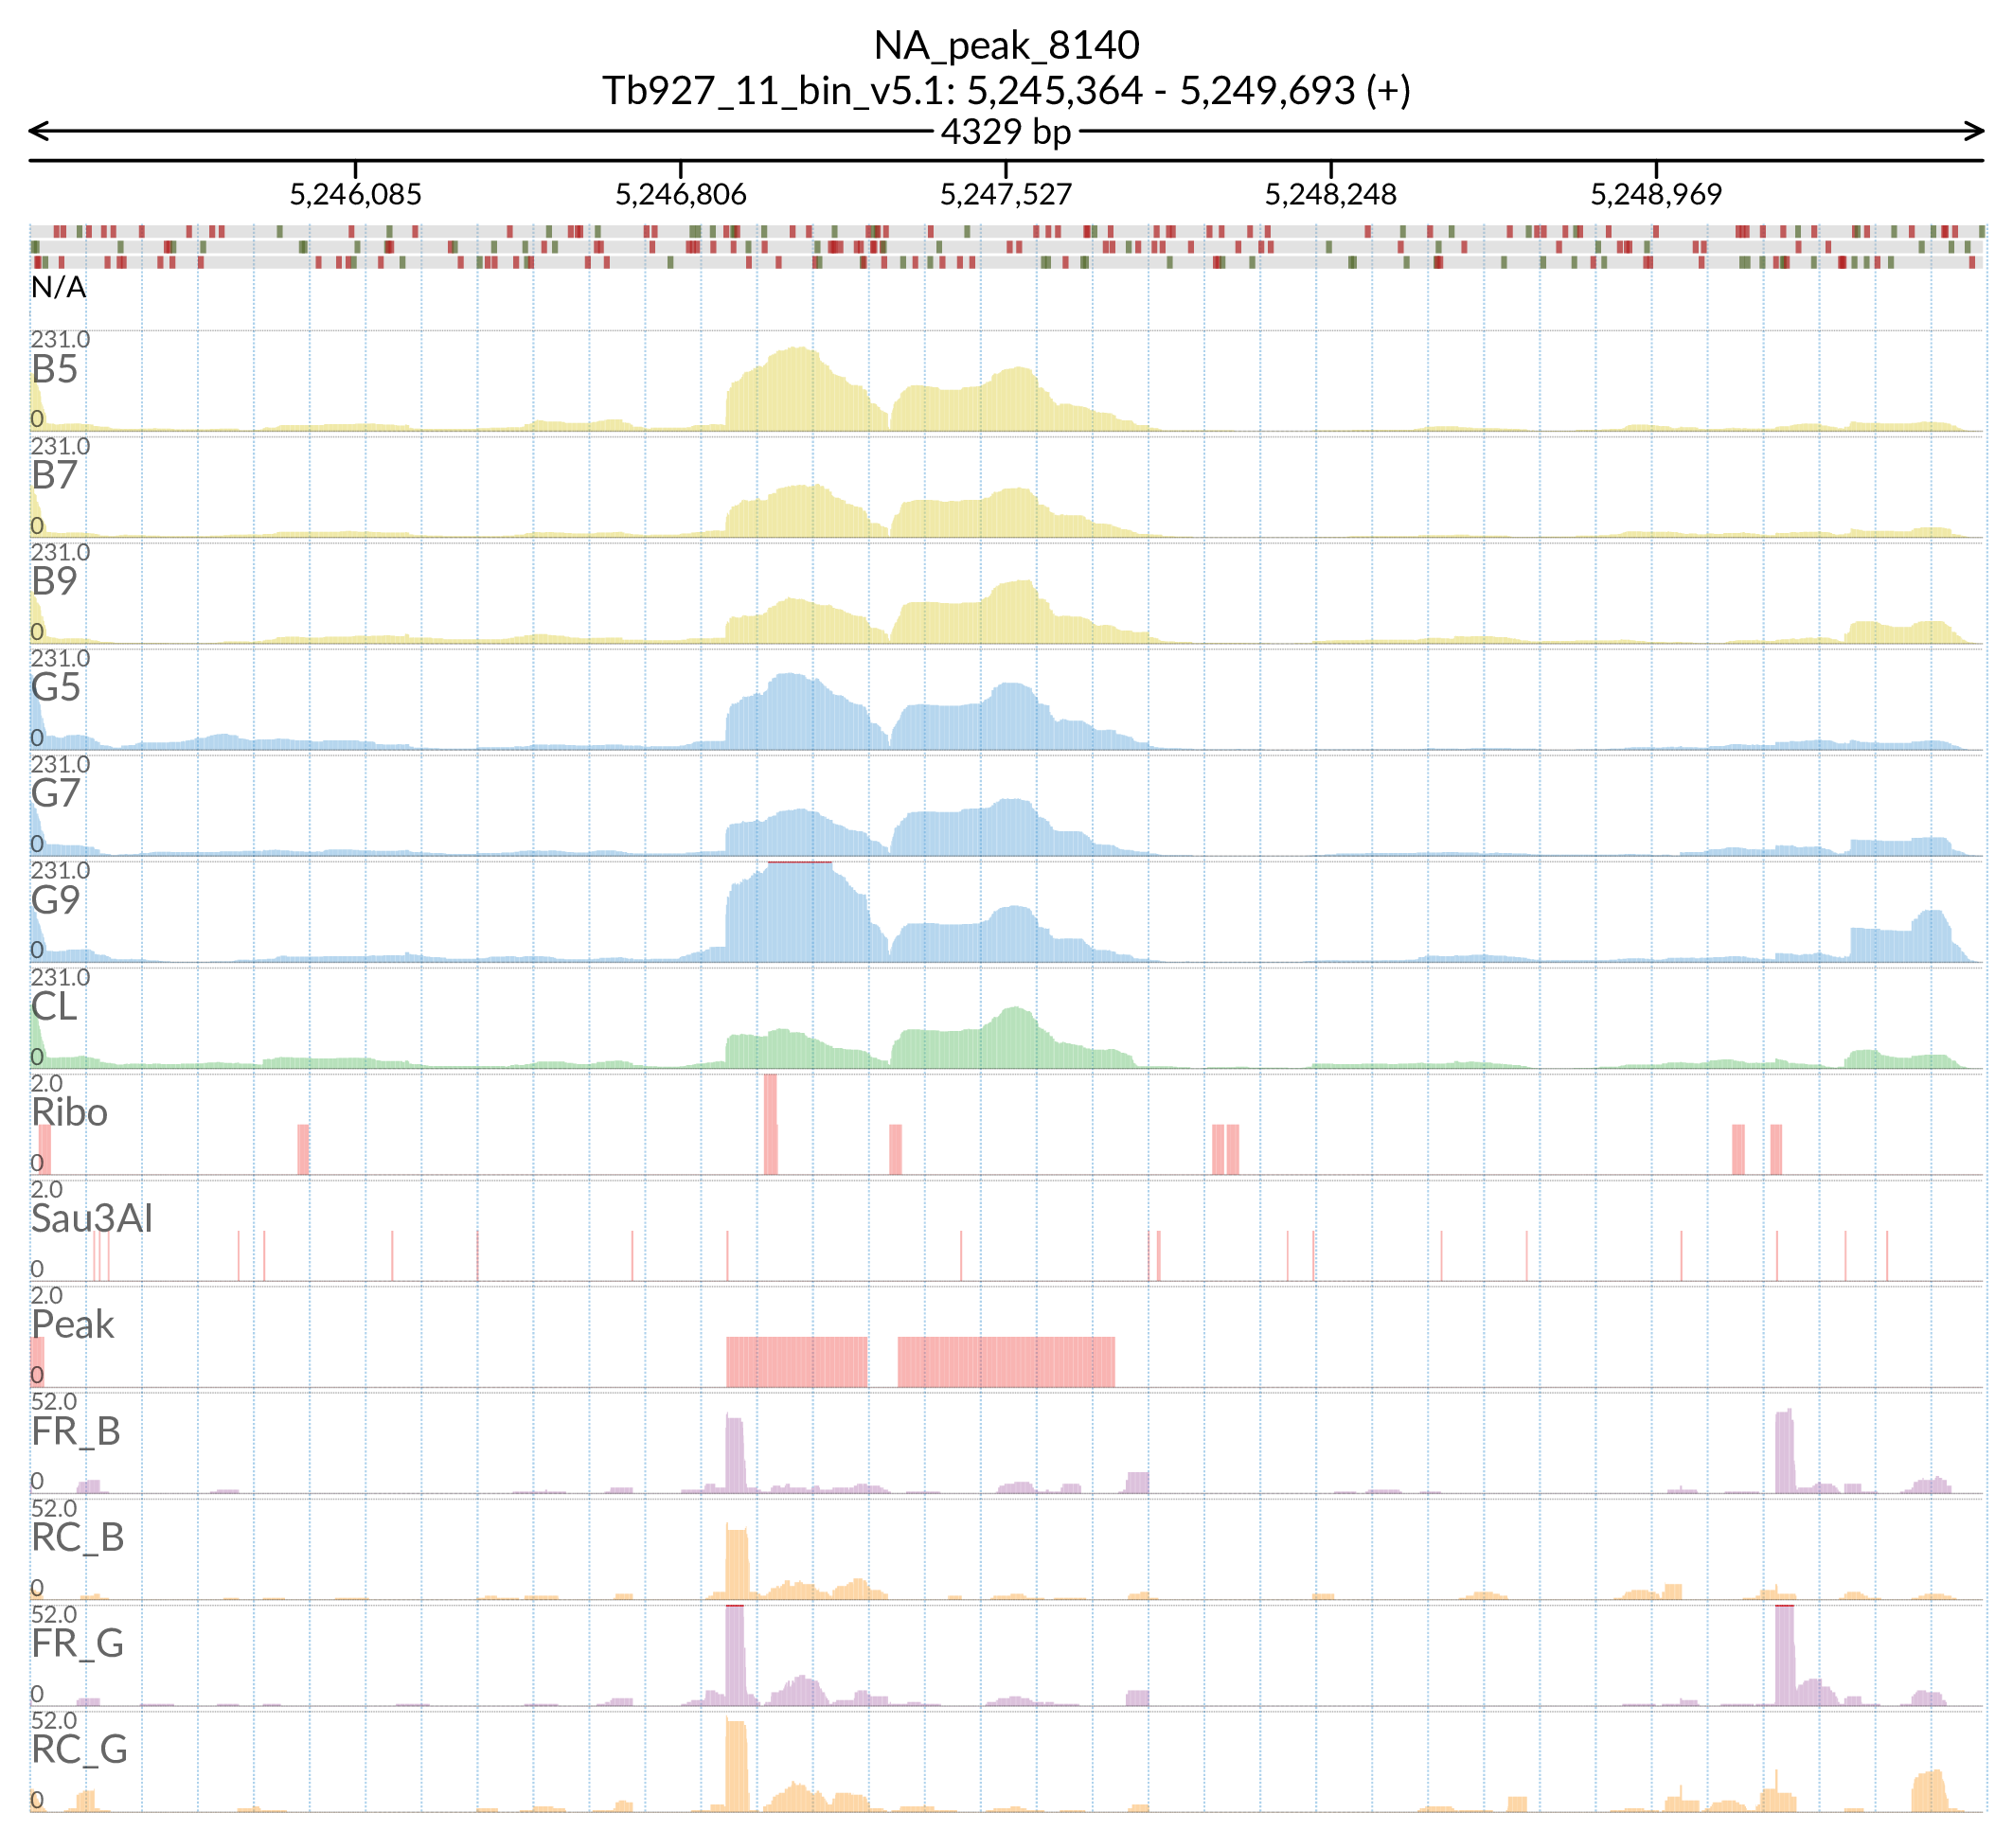 NA_peak_8140
Tb927_11_bin_v5.1: 5,245,364 - 5,249,693 (+)
4329 bp
5,246,085 5,246,806 5,247,527 5,248,248 5,248,969
N/A
231.0
B5
0
231.0
B7
0
231.0
B9
0
231.0
G5
0
231.0
G7
0
231.0
G9
0
231.0
CL
0
2.0
Ribo
0
2.0
Sau3AI
0
2.0
Peak
0
52.0
FR_B
0
52.0
RC_B
0
52.0
FR_G
0
52.0
RC_G
0